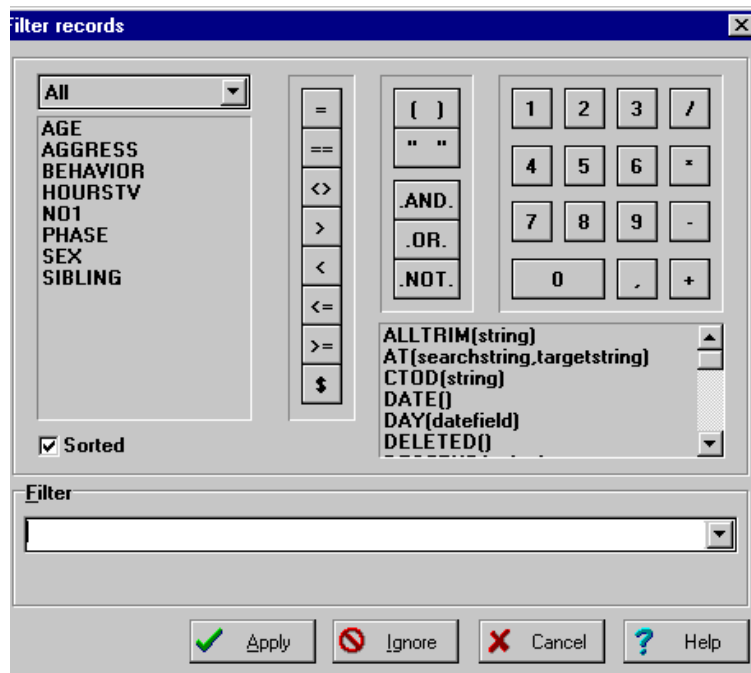 Filter records
All
AGE
AGGRESS
BEHAVIOR
HOURSTV
NO1
PHASE
SEX
SIBLING
Sorted
=
==
<>
>
<
<=
>=
$
( )
" "
.AND.
.OR.
.NOT.
1 2 3 /
4 5 6 *
7 8 9 -
0 , +
ALLTRIM(string)
AT(searchstring,targetstring)
CTOD(string)
DATE()
DAY(datefield)
DELETED()
Filter
Apply Ignore Cancel ? Help